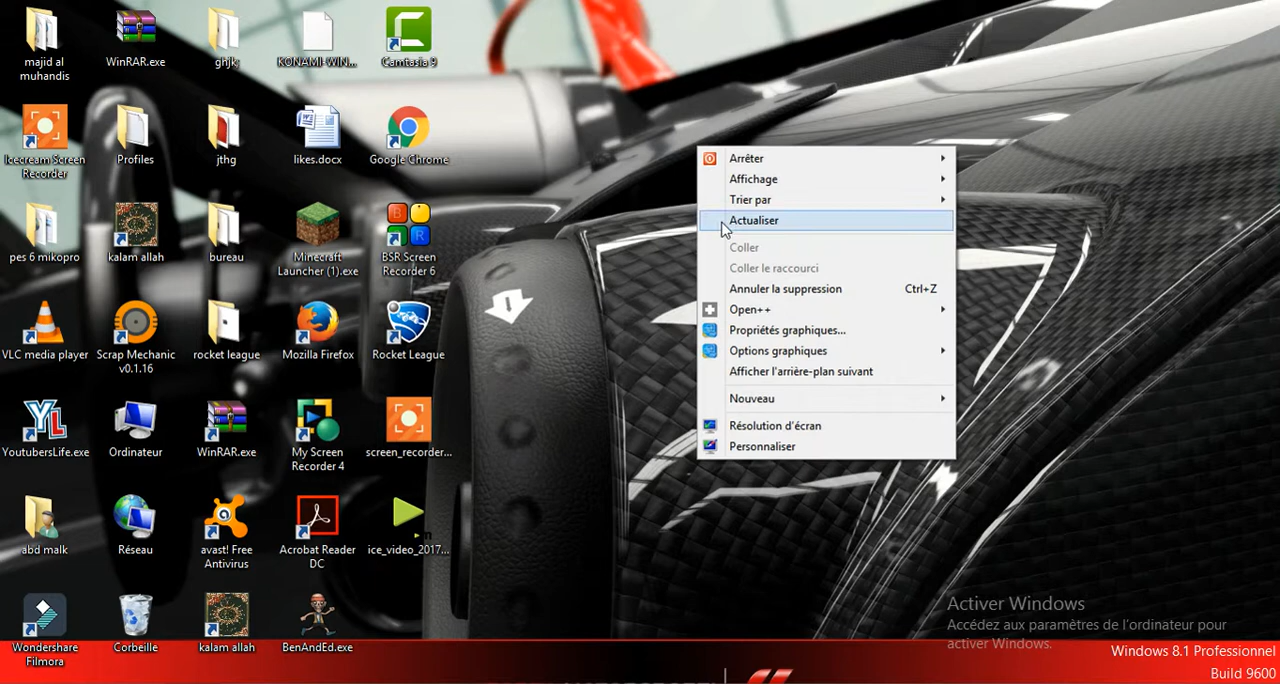 majid al
muhandis
WinRAR.exe
ghjk
KONAMI-WIN...
Camtasia 9
Icecream Screen
Recorder
Profiles
jthg
likes.docx
Google Chrome
pes 6 mikopro
kalam allah
bureau
Minecraft
Launcher (1).exe
BSR Screen
Recorder 6
VLC media player
Scrap Mechanic
v0.1.16
rocket league
Mozilla Firefox
Rocket League
YoutubersLife.exe
Ordinateur
WinRAR.exe
My Screen
Recorder 4
screen_recorder...
abd malk
Réseau
avast! Free
Antivirus
Acrobat Reader
DC
ice_video_2017...
Wondershare
Filmora
Corbeille
kalam allah
BenAndEd.exe
Arrêter
Affichage
Trier par
Actualiser
Coller
Coller le raccourci
Annuler la suppression Ctrl+Z
Open++
Propriétés graphiques...
Options graphiques
Afficher l'arrière-plan suivant
Nouveau
Résolution d'écran
Personnaliser
Activer Windows
Accédez aux paramètres de l'ordinateur pour
activer Windows.
Windows 8.1 Professionnel
Build 9600